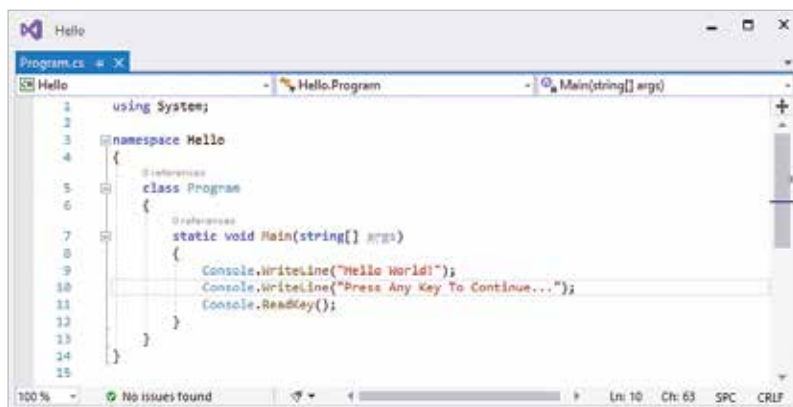 Hello
Program.cs
Hello Hello.Program Main(string[] args)
1 using System;
2
3 namespace Hello
4 {
0 references
5 class Program
6 {
0 references
7 static void Main(string[] args)
8 {
9 Console.WriteLine("Hello World!");
10 Console.WriteLine("Press Any Key To Continue...");
11 Console.ReadKey();
12 }
13 }
14 }
15
100 % No issues found Ln: 10 Ch: 63 SPC CRLF